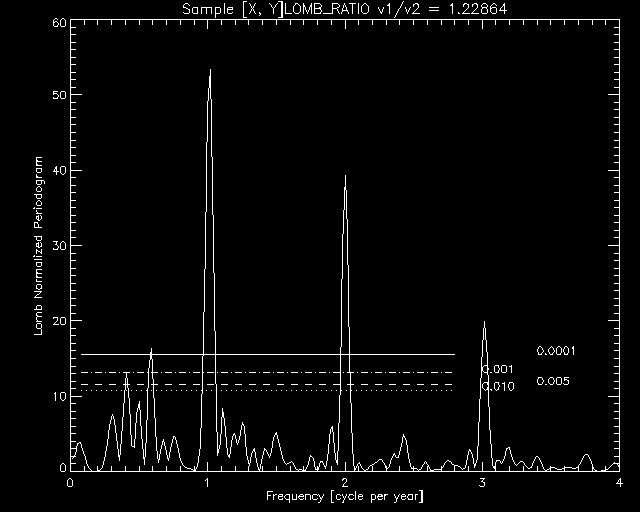 Sample [X, Y]LOMB_RATIO v1/v2 = 1.22864
60
50
40
30
20
10
0
Lomb Normalized Periodogram
0.0001
0.001
0.005
0.010
0 1 2 3 4
Frequency [cycle per year]